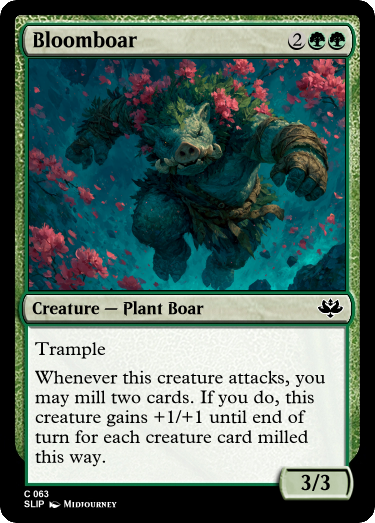 Bloomboar 2
Creature — Plant Boar
Trample
Whenever this creature attacks, you
may mill two cards. If you do, this
creature gains +1/+1 until end of
turn for each creature card milled
this way.
3/3
C 063
SLIP Midjourney